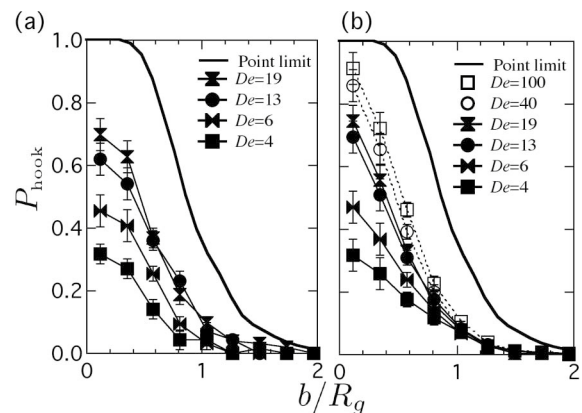 (a)
(b)
1.0
0.8
0.6
0.4
0.2
0.0
P_hook
Point limit
De=19
De=13
De=6
De=4
Point limit
De=100
De=40
De=19
De=13
De=6
De=4
0
1
2
0
1
2
b/R_g